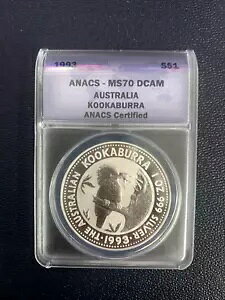 1993 S$1
ANACS - MS70 DCAM
AUSTRALIA
KOOKABURRA
ANACS Certified
THE AUSTRALIAN KOOKABURRA 1 OZ. 999 SILVER
·1993·